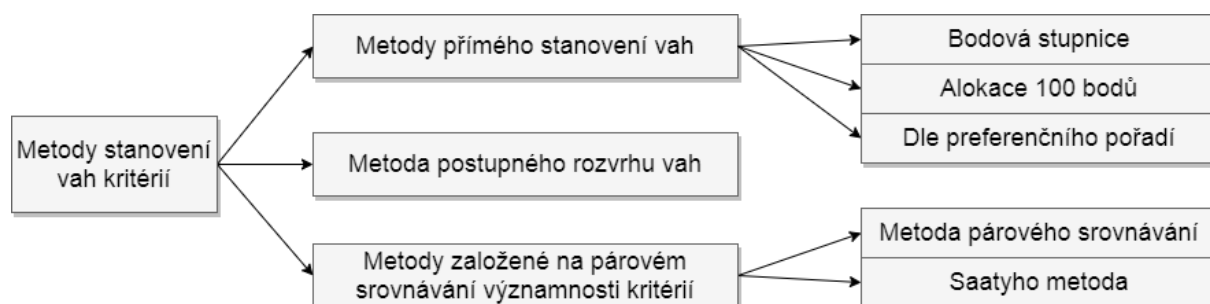 Metody stanovení
vah kritérií
Metody přímého stanovení vah
Bodová stupnice
Alokace 100 bodů
Dle preferenčního pořadí
Metoda postupného rozvrhu vah
Metody založené na párovém
srovnávání významnosti kritérií
Metoda párového srovnávání
Saatyho metoda